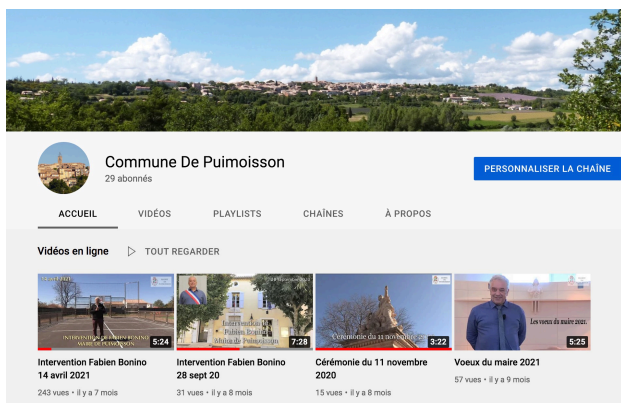 Commune De Puimoisson
29 abonnés
PERSONNALISER LA CHAÎNE
ACCUEIL VIDÉOS PLAYLISTS CHAÎNES À PROPOS
Vidéos en ligne TOUT REGARDER
INTERVENTION DE FABIEN BONINO
MAIRE DE PUIMOISSON
5:24
Intervention de
Fabien Bonino
Maire de Puimoisson
7:28
Cérémonie du 11 novembre
3:22
Les voeux du maire 2021.
5:25
Intervention Fabien Bonino
14 avril 2021
243 vues • il y a 7 mois
Intervention Fabien Bonino
28 sept 20
31 vues • il y a 8 mois
Cérémonie du 11 novembre
2020
15 vues • il y a 8 mois
Voeux du maire 2021
57 vues • il y a 9 mois